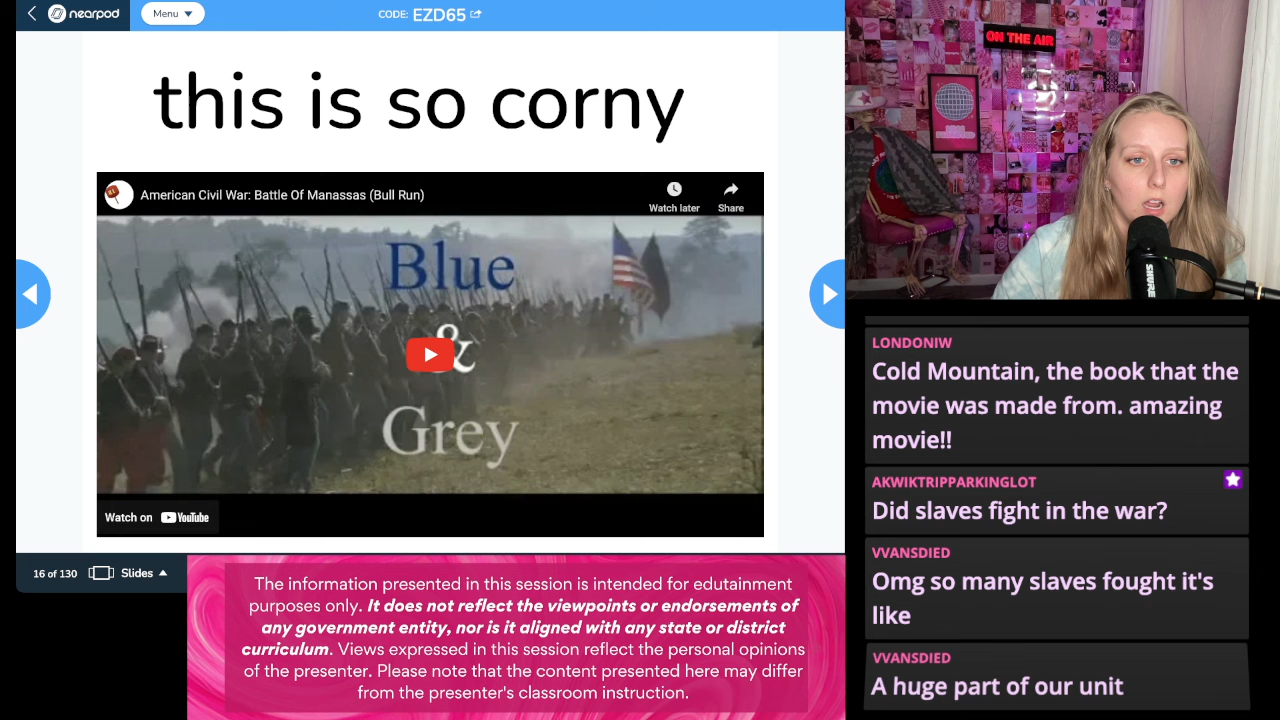 nearpod
Menu
CODE: EZD65
this is so corny
American Civil War: Battle Of Manassas (Bull Run)
Watch later
Share
Blue
&
Grey
Watch on YouTube
16 of 130
Slides
The information presented in this session is intended for edutainment
purposes only. It does not reflect the viewpoints or endorsements of
any government entity, nor is it aligned with any state or district
curriculum. Views expressed in this session reflect the personal opinions
of the presenter. Please note that the content presented here may differ
from the presenter's classroom instruction.
ON THE AIR
SHURE
LONDONIW
Cold Mountain, the book that the
movie was made from. amazing
movie!!
AKWIKTRIPPARKINGLOT
Did slaves fight in the war?
VVANSDIED
Omg so many slaves fought it's
like
VVANSDIED
A huge part of our unit